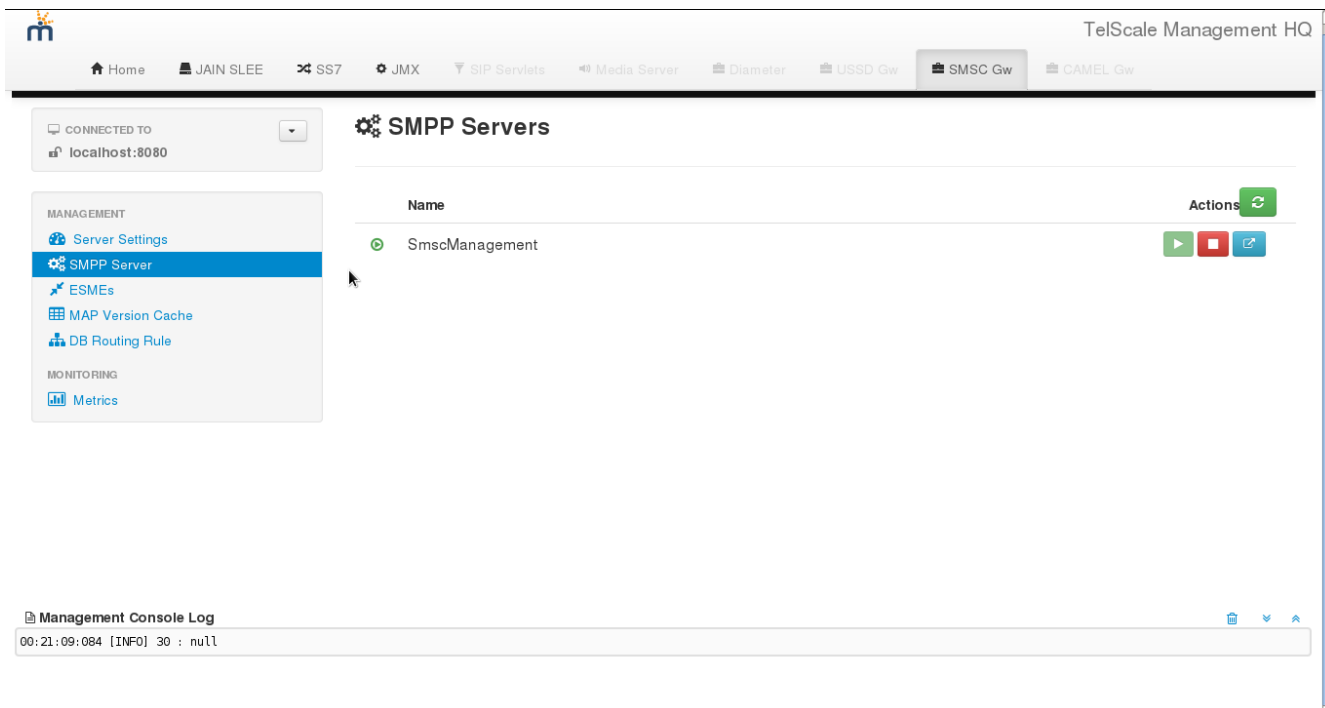 TelScale Management HQ
Home JAIN SLEE SS7 JMX SIP Servlets Media Server Diameter USSD Gw SMSC Gw CAMEL Gw
CONNECTED TO
localhost:8080
SMPP Servers
MANAGEMENT
Server Settings
SMPP Server
ESMEs
MAP Version Cache
DB Routing Rule
MONITORING
Metrics
Name Actions
SmscManagement
Management Console Log
00:21:09:084 [INFO] 30 : null